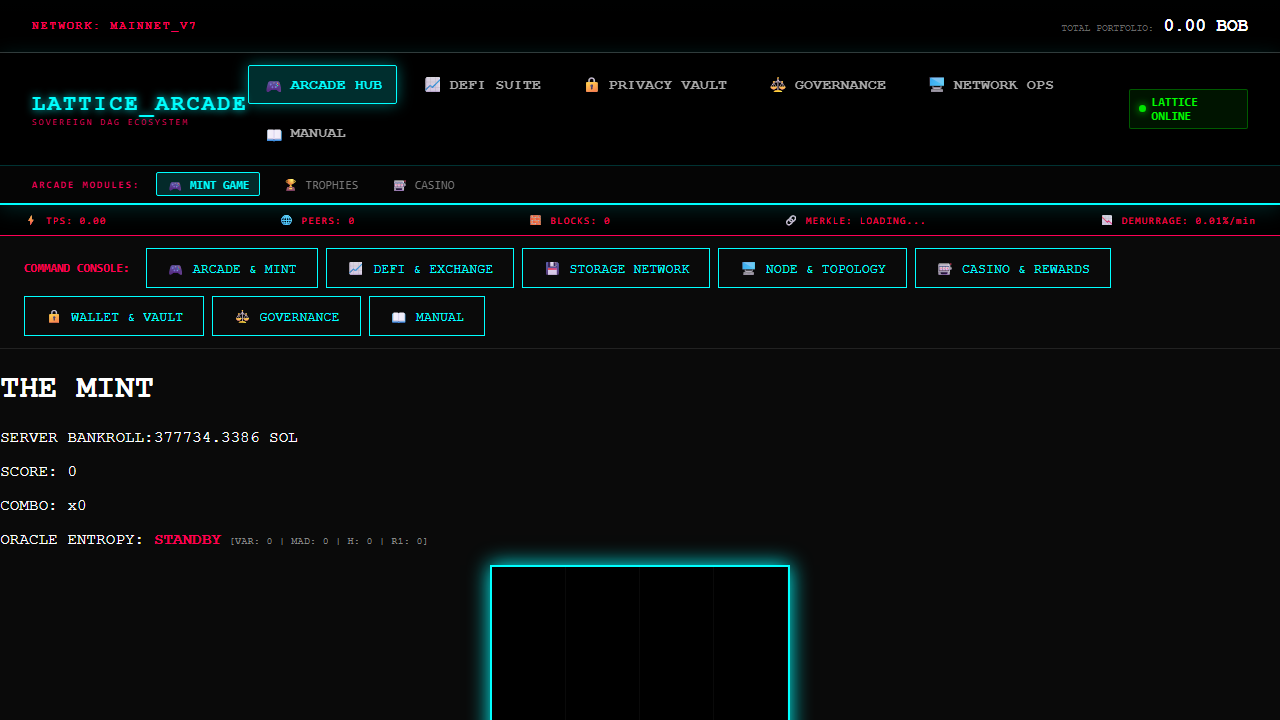 NETWORK: MAINNET_V7
TOTAL PORTFOLIO: 0.00 BOB
LATTICE_ARCADE
SOVEREIGN DAG ECOSYSTEM
ARCADE HUB
DEFI SUITE
PRIVACY VAULT
GOVERNANCE
NETWORK OPS
MANUAL
LATTICE
ONLINE
ARCADE MODULES:
MINT GAME
TROPHIES
CASINO
TPS: 0.00
PEERS: 0
BLOCKS: 0
MERKLE: LOADING...
DEMURRAGE: 0.01%/min
COMMAND CONSOLE:
ARCADE & MINT
DEFI & EXCHANGE
STORAGE NETWORK
NODE & TOPOLOGY
CASINO & REWARDS
WALLET & VAULT
GOVERNANCE
MANUAL
THE MINT
SERVER BANKROLL:377734.3386 SOL
SCORE: 0
COMBO: x0
ORACLE ENTROPY: STANDBY [VAR: 0 | MAD: 0 | H: 0 | R1: 0]